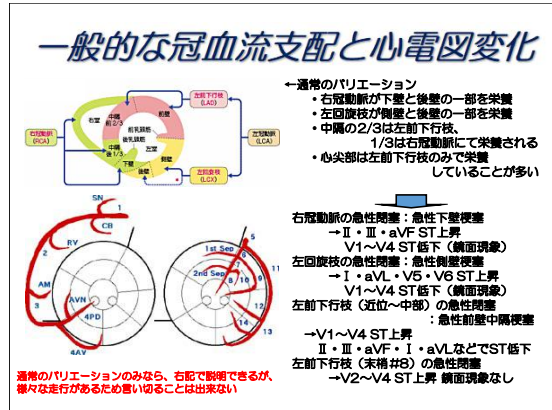 一般的な冠血流支配と心電図変化
←通常のバリエーション
・右冠動脈が下壁と後壁の一部を栄養
・左回旋枝が側壁と後壁の一部を栄養
・中隔の2/3は左前下行枝、
1/3は右冠動脈にて栄養される
・心尖部は左前下行枝のみで栄養
していることが多い
右冠動脈
(RCA)
右室
中隔
前2/3
前壁
前乳頭筋
後乳頭筋
左室
中隔
後1/3
下壁
後壁
側壁
左前下行枝
(LAD)
左冠動脈
(LCA)
左回旋枝
(LCX)
SN
1
CB
2
RV
AM
3
AVN
4PD
4AV
5
1st Sep
6
2nd Sep
7
8
9
10
11
12
13
14
右冠動脈の急性閉塞：急性下壁梗塞
→Ⅱ・Ⅲ・aVF ST上昇
V1～V4 ST低下（鏡面現象）
左回旋枝の急性閉塞：急性側壁梗塞
→Ⅰ・aVL・V5・V6 ST上昇
V1～V4 ST低下（鏡面現象）
左前下行枝（近位～中部）の急性閉塞
：急性前壁中隔梗塞
→V1～V4 ST上昇
Ⅱ・Ⅲ・aVF・Ⅰ・aVLなどでST低下
左前下行枝（末梢#8）の急性閉塞
→V2～V4 ST上昇 鏡面現象なし
通常のバリエーションのみなら、右記で説明できるが、
様々な走行があるため言い切ることは出来ない